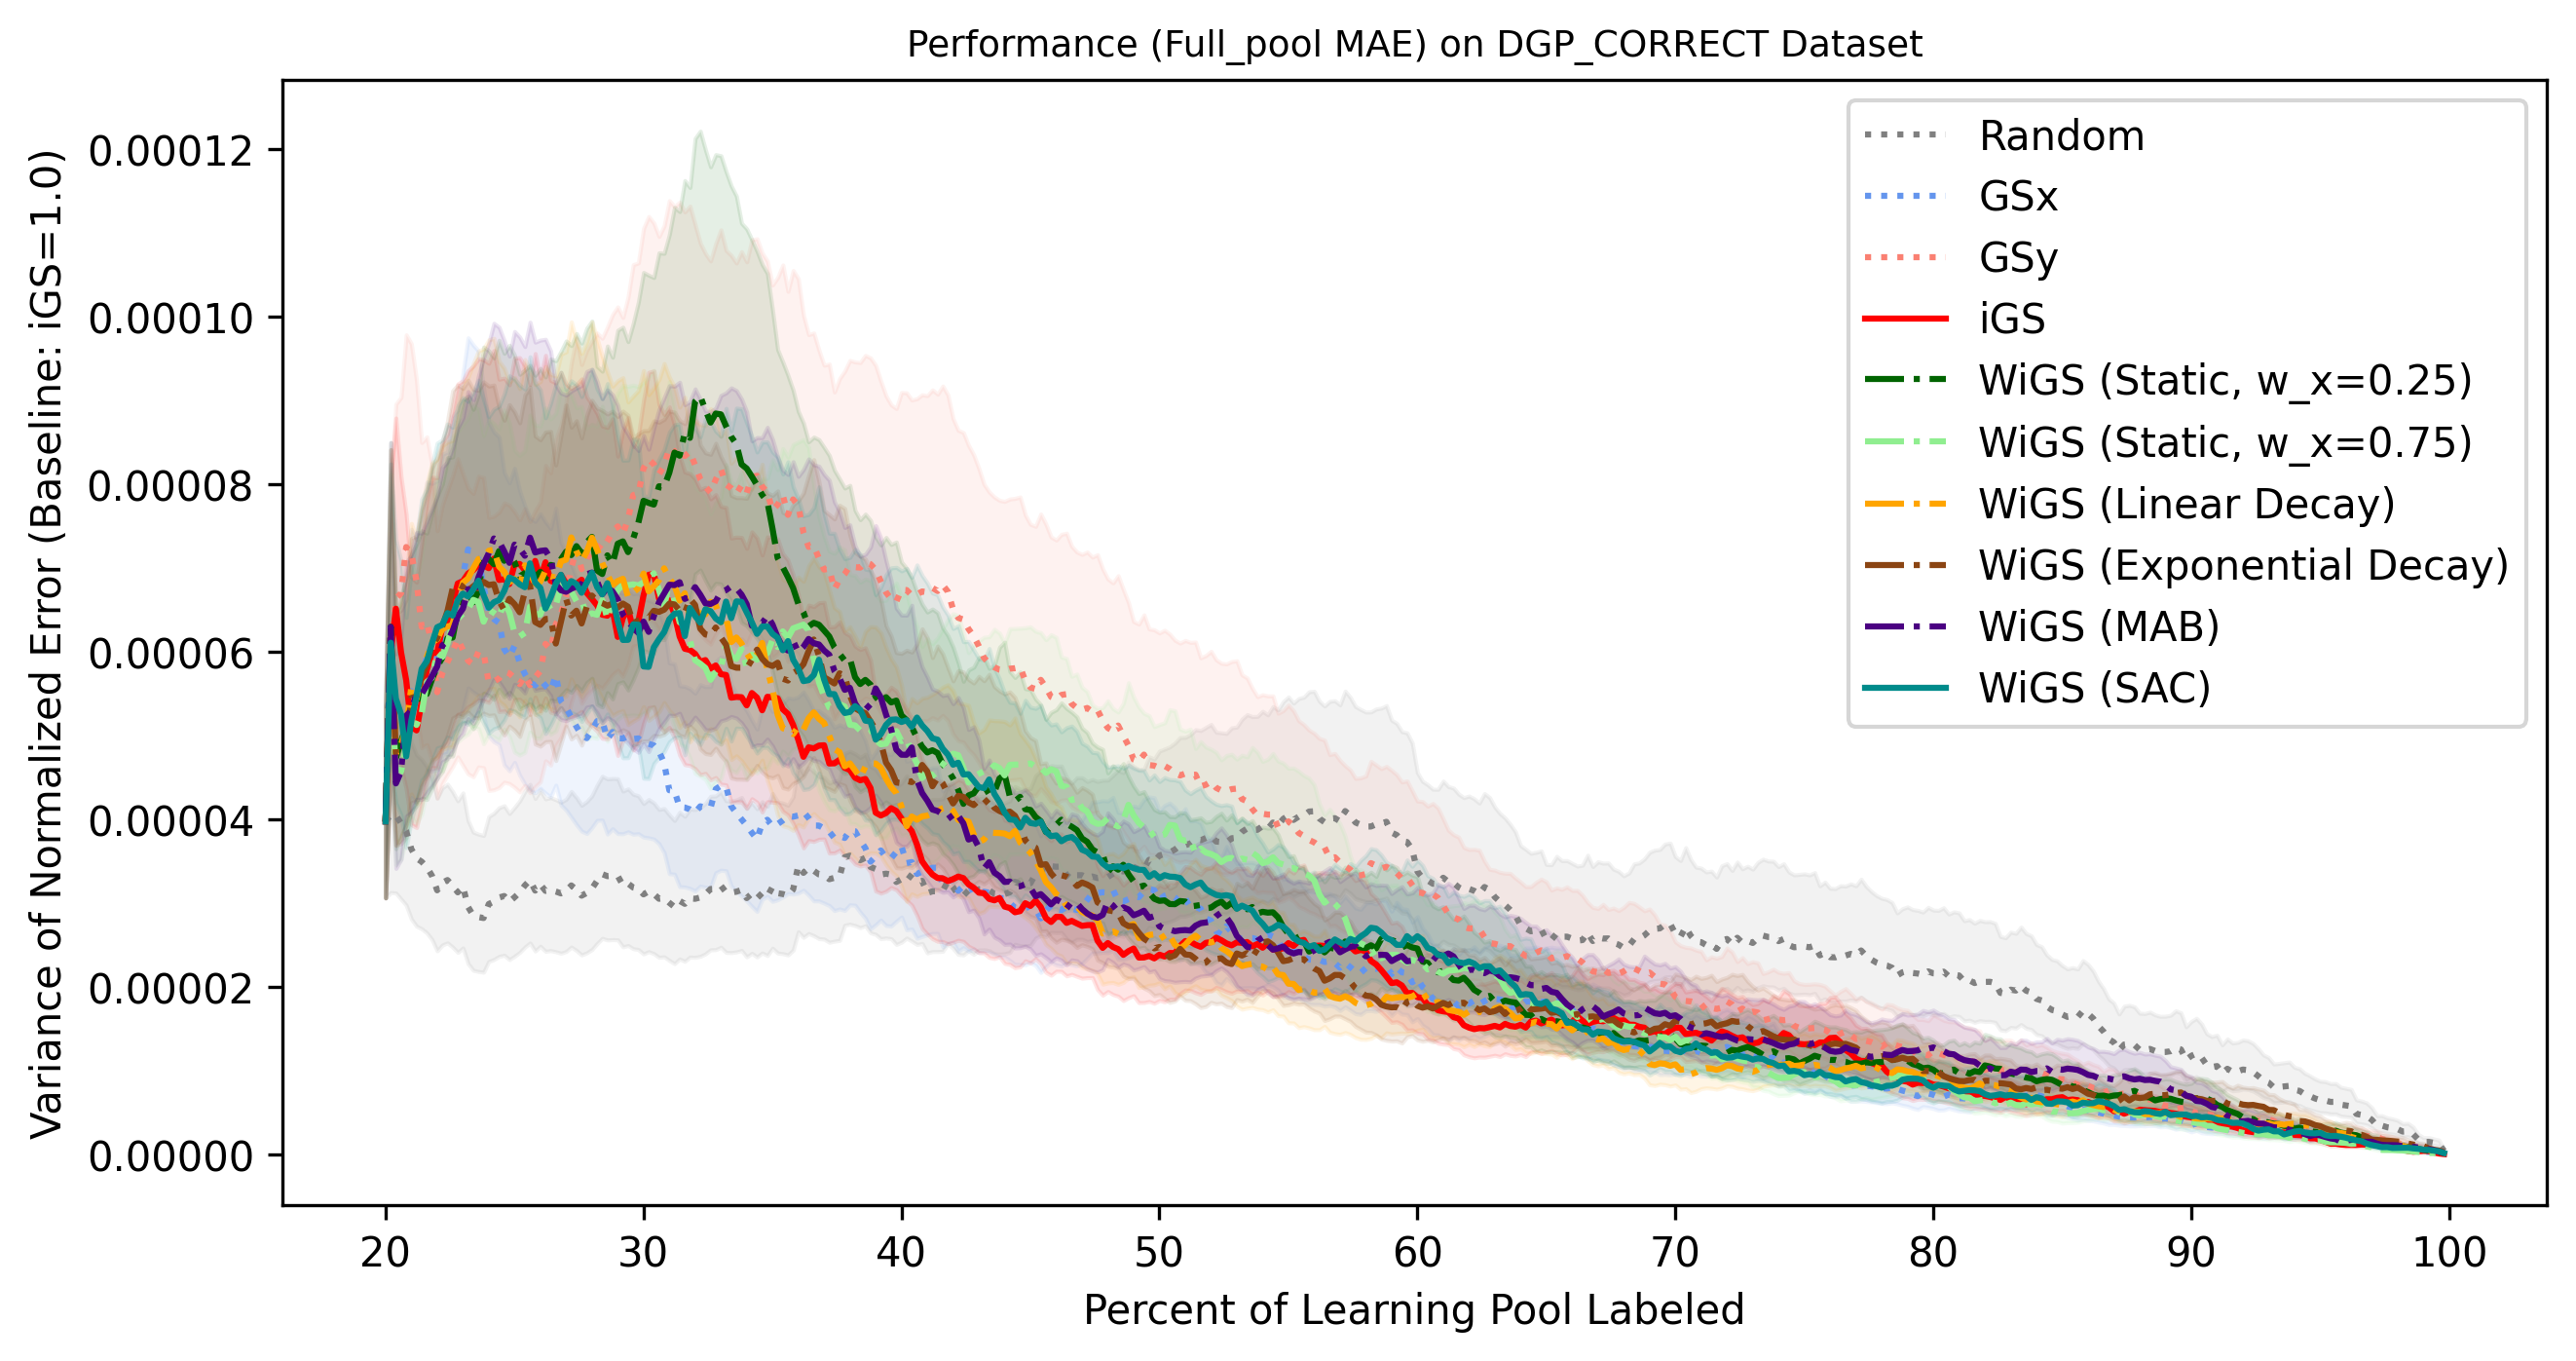 Performance (Full_pool MAE) on DGP_CORRECT Dataset
Variance of Normalized Error (Baseline: iGS=1.0)
0.00012
0.00010
0.00008
0.00006
0.00004
0.00002
0.00000
Random
GSx
GSy
iGS
WiGS (Static, w_x=0.25)
WiGS (Static, w_x=0.75)
WiGS (Linear Decay)
WiGS (Exponential Decay)
WiGS (MAB)
WiGS (SAC)
20 30 40 50 60 70 80 90 100
Percent of Learning Pool Labeled